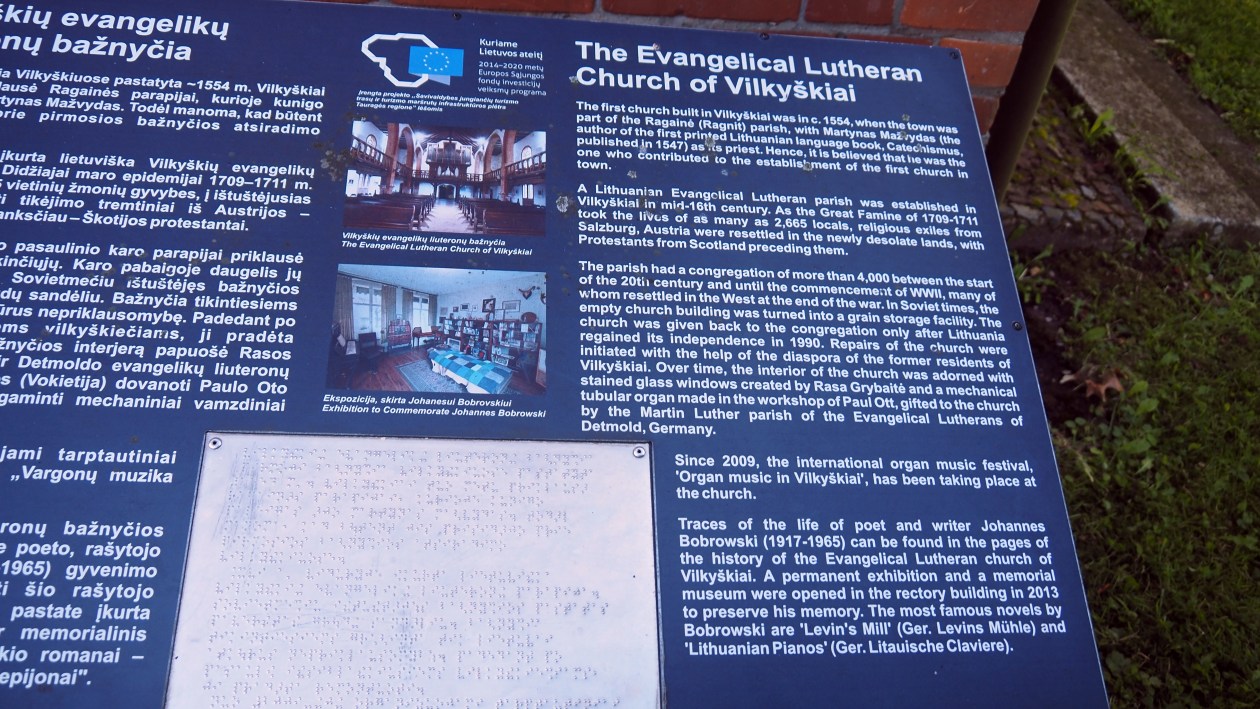 škių evangelikų
onų bažnyčia
ia Vilkyškiuose pastatyta ~1554 m. Vilkyškiai
lausė Ragainės parapijai, kurioje kunigo
rtynas Mažvydas. Todėl manoma, kad būtent
prie pirmosios bažnyčios atsiradimo
įkurta lietuviška Vilkyškių evangelikų
Didžiajai maro epidemijai 1709–1711 m.
5 vietinių žmonių gyvybes, į ištuštėjusias
ti tikėjimo tremtiniai iš Austrijos –
anksčiau – Škotijos protestantai.
o pasaulinio karo parapijai priklausė
kinčiųjų. Karo pabaigoje daugelis jų
Sovietmečiu ištuštėjęs bažnyčios
dų sandėliu. Bažnyčia tikintiesiems
ūrus nepriklausomybę. Padedant po
ems vilkyškiečiams, ji pradėta
žnyčios interjerą papuošė Rasos
ir Detmoldo evangelikų liuteronų
os (Vokietija) dovanoti Paulo Oto
gaminti mechaniniai vamzdiniai
jami tarptautiniai
„Vargonų muzika
ronų bažnyčios
e poeto, rašytojo
-1965) gyvenimo
ti šio rašytojo
pastate įkurta
r memorialinis
kio romanai –
epijonai".
Kuriame
Lietuvos ateitį
2014–2020 metų
Europos Sąjungos
fondų investicijų
veiksmų programa
Įrengta projekto „Savivaldybes jungiančių turizmo
trasų ir turizmo maršrutų infrastruktūros plėtra
Tauragės regione" lėšomis
Vilkyškių evangelikų liuteronų bažnyčia
The Evangelical Lutheran Church of Vilkyškiai
Ekspozicija, skirta Johanesui Bobrovskiui
Exhibition to Commemorate Johannes Bobrowski
The Evangelical Lutheran
Church of Vilkyškiai
The first church built in Vilkyškiai was in c. 1554, when the town was
part of the Ragainė (Ragnit) parish, with Martynas Mažvydas (the
author of the first printed Lithuanian language book, Catechismus,
published in 1547) as its priest. Hence, it is believed that he was the
one who contributed to the establishment of the first church in
town.
A Lithuanian Evangelical Lutheran parish was established in
Vilkyškiai in mid-16th century. As the Great Famine of 1709-1711
took the lives of as many as 2,665 locals, religious exiles from
Salzburg, Austria were resettled in the newly desolate lands, with
Protestants from Scotland preceding them.
The parish had a congregation of more than 4,000 between the start
of the 20th century and until the commencement of WWII, many of
whom resettled in the West at the end of the war. In Soviet times, the
empty church building was turned into a grain storage facility. The
church was given back to the congregation only after Lithuania
regained its independence in 1990. Repairs of the church were
initiated with the help of the diaspora of the former residents of
Vilkyškiai. Over time, the interior of the church was adorned with
stained glass windows created by Rasa Grybaitė and a mechanical
tubular organ made in the workshop of Paul Ott, gifted to the church
by the Martin Luther parish of the Evangelical Lutherans of
Detmold, Germany.
Since 2009, the international organ music festival,
'Organ music in Vilkyškiai', has been taking place at
the church.
Traces of the life of poet and writer Johannes
Bobrowski (1917-1965) can be found in the pages of
the history of the Evangelical Lutheran church of
Vilkyškiai. A permanent exhibition and a memorial
museum were opened in the rectory building in 2013
to preserve his memory. The most famous novels by
Bobrowski are 'Levin's Mill' (Ger. Levins Mühle) and
'Lithuanian Pianos' (Ger. Litauische Claviere).